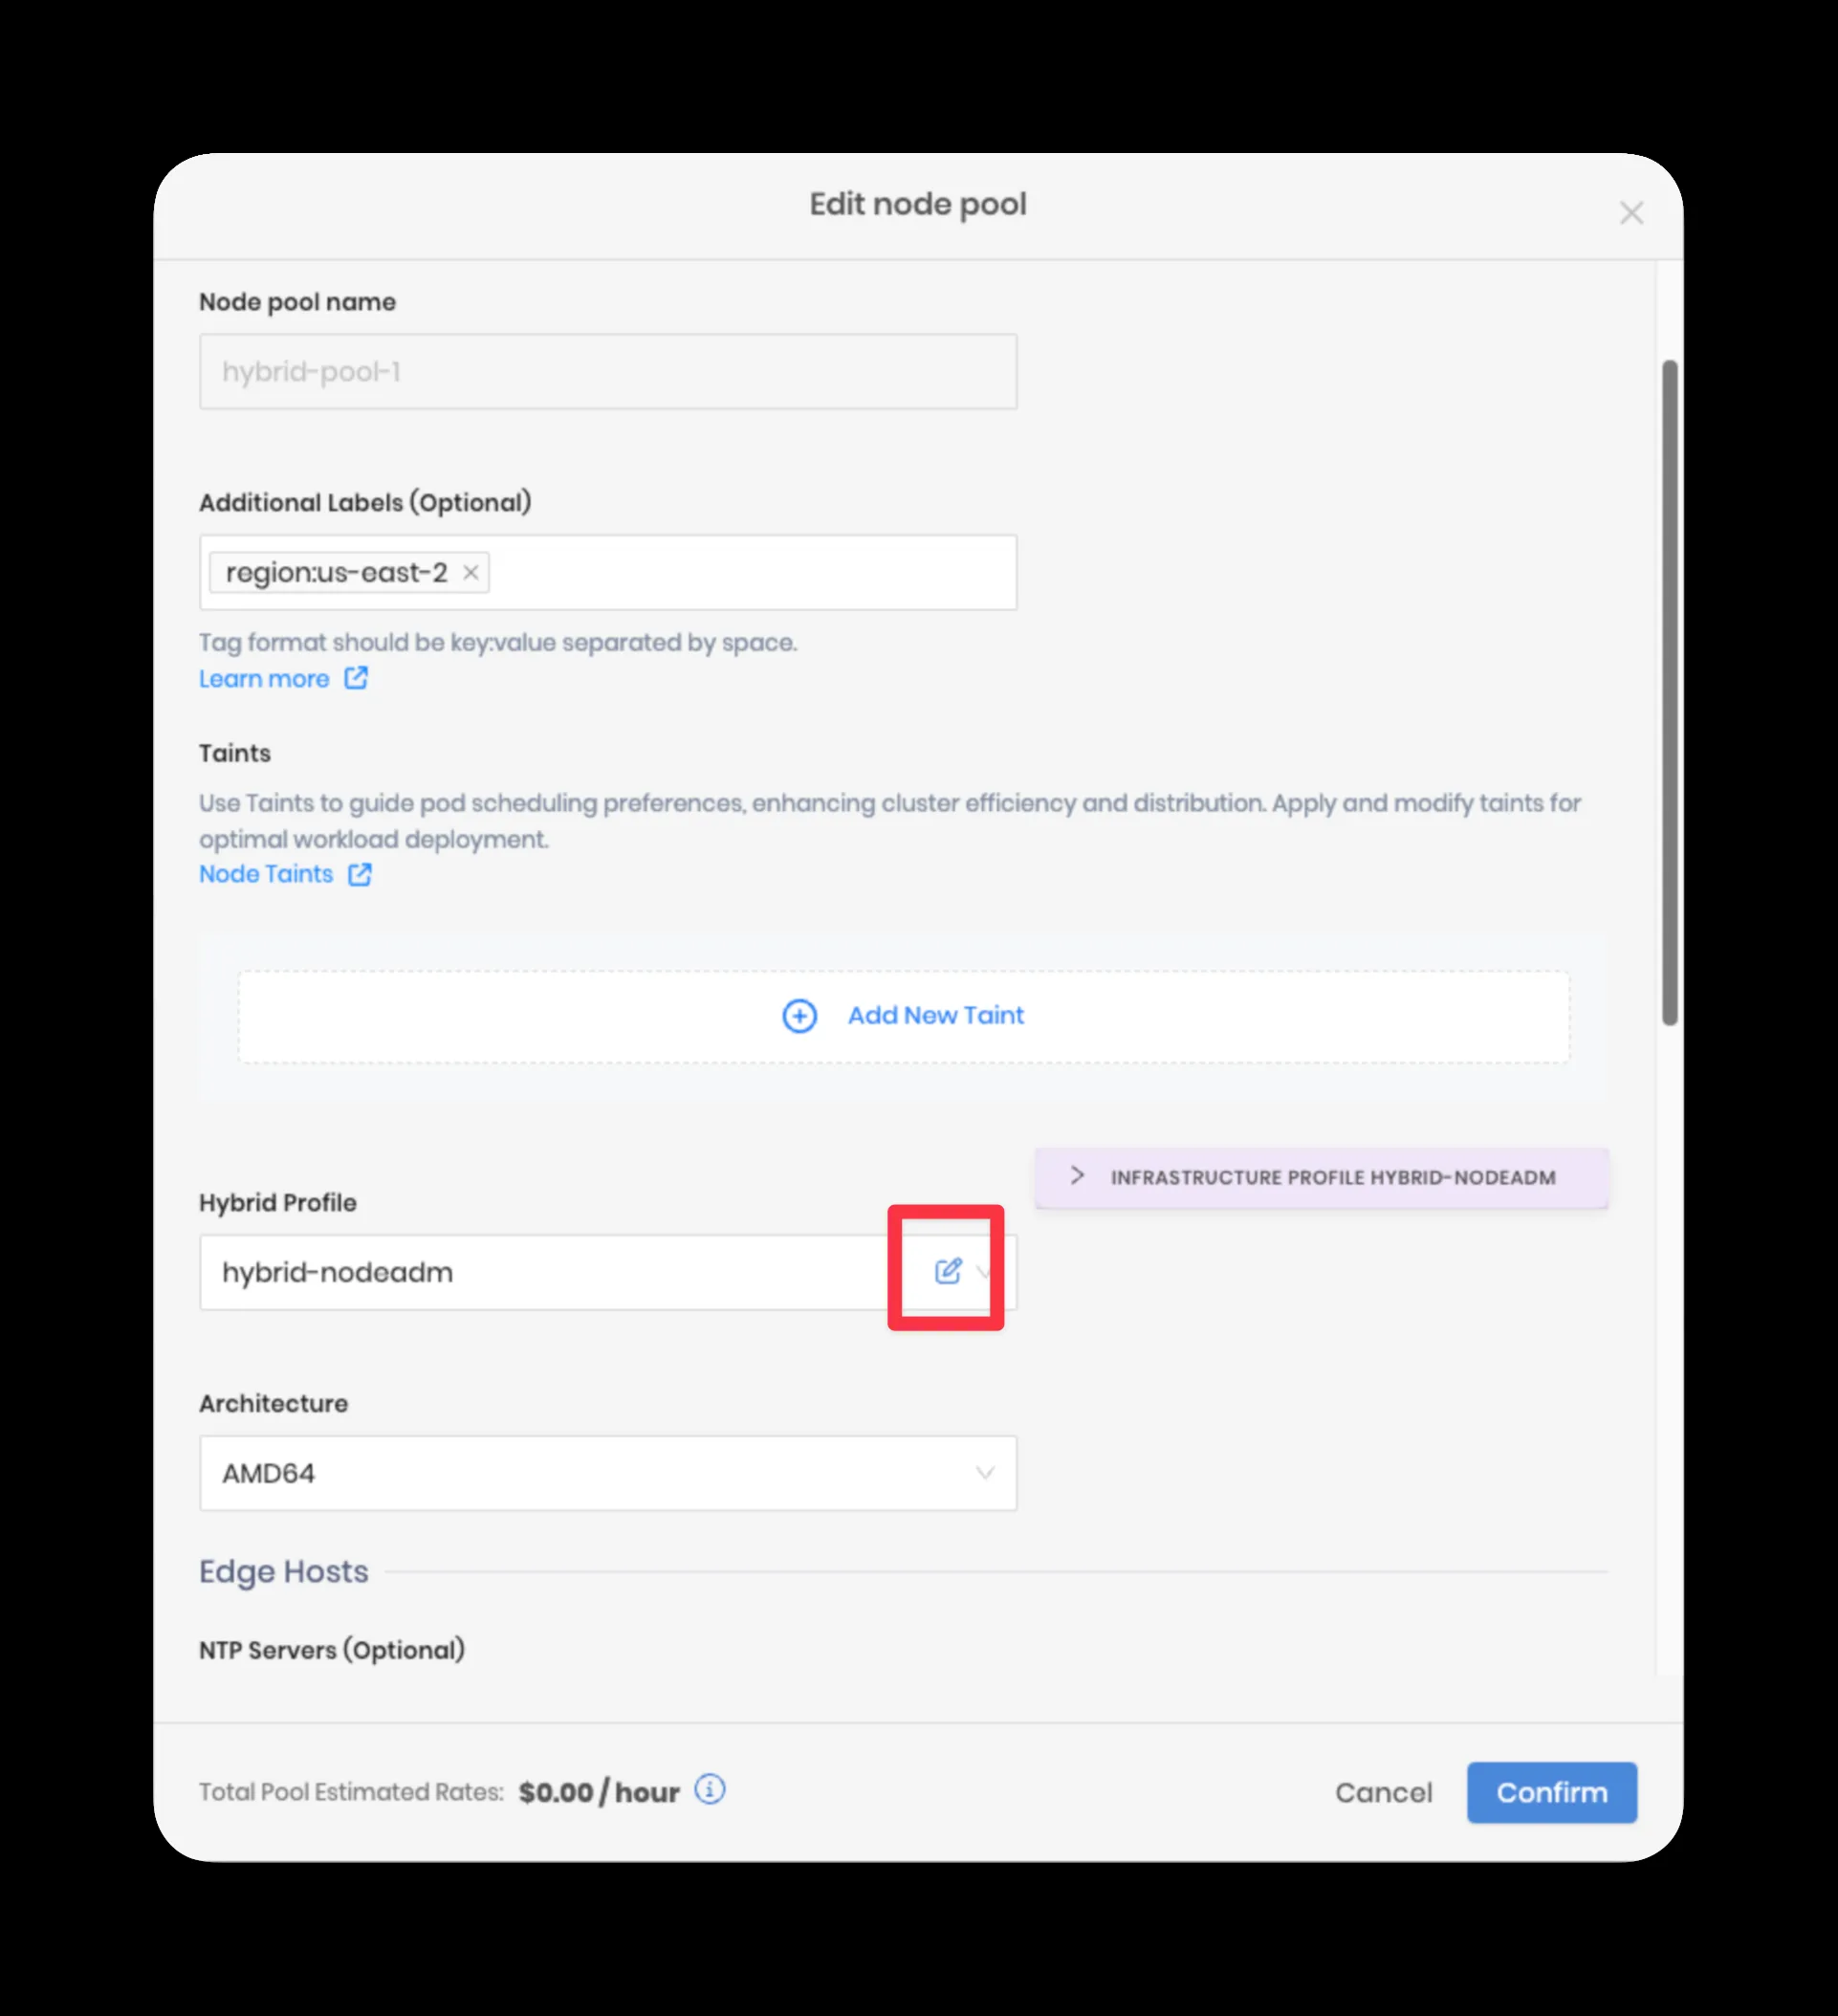 Edit node pool
Node pool name
hybrid-pool-1
Additional Labels (Optional)
region:us-east-2
Tag format should be key:value separated by space.
Learn more
Taints
Use Taints to guide pod scheduling preferences, enhancing cluster efficiency and distribution. Apply and modify taints for
optimal workload deployment.
Node Taints
Add New Taint
INFRASTRUCTURE PROFILE HYBRID-NODEADM
Hybrid Profile
hybrid-nodeadm
Architecture
AMD64
Edge Hosts
NTP Servers (Optional)
Total Pool Estimated Rates: $0.00 / hour
Cancel
Confirm